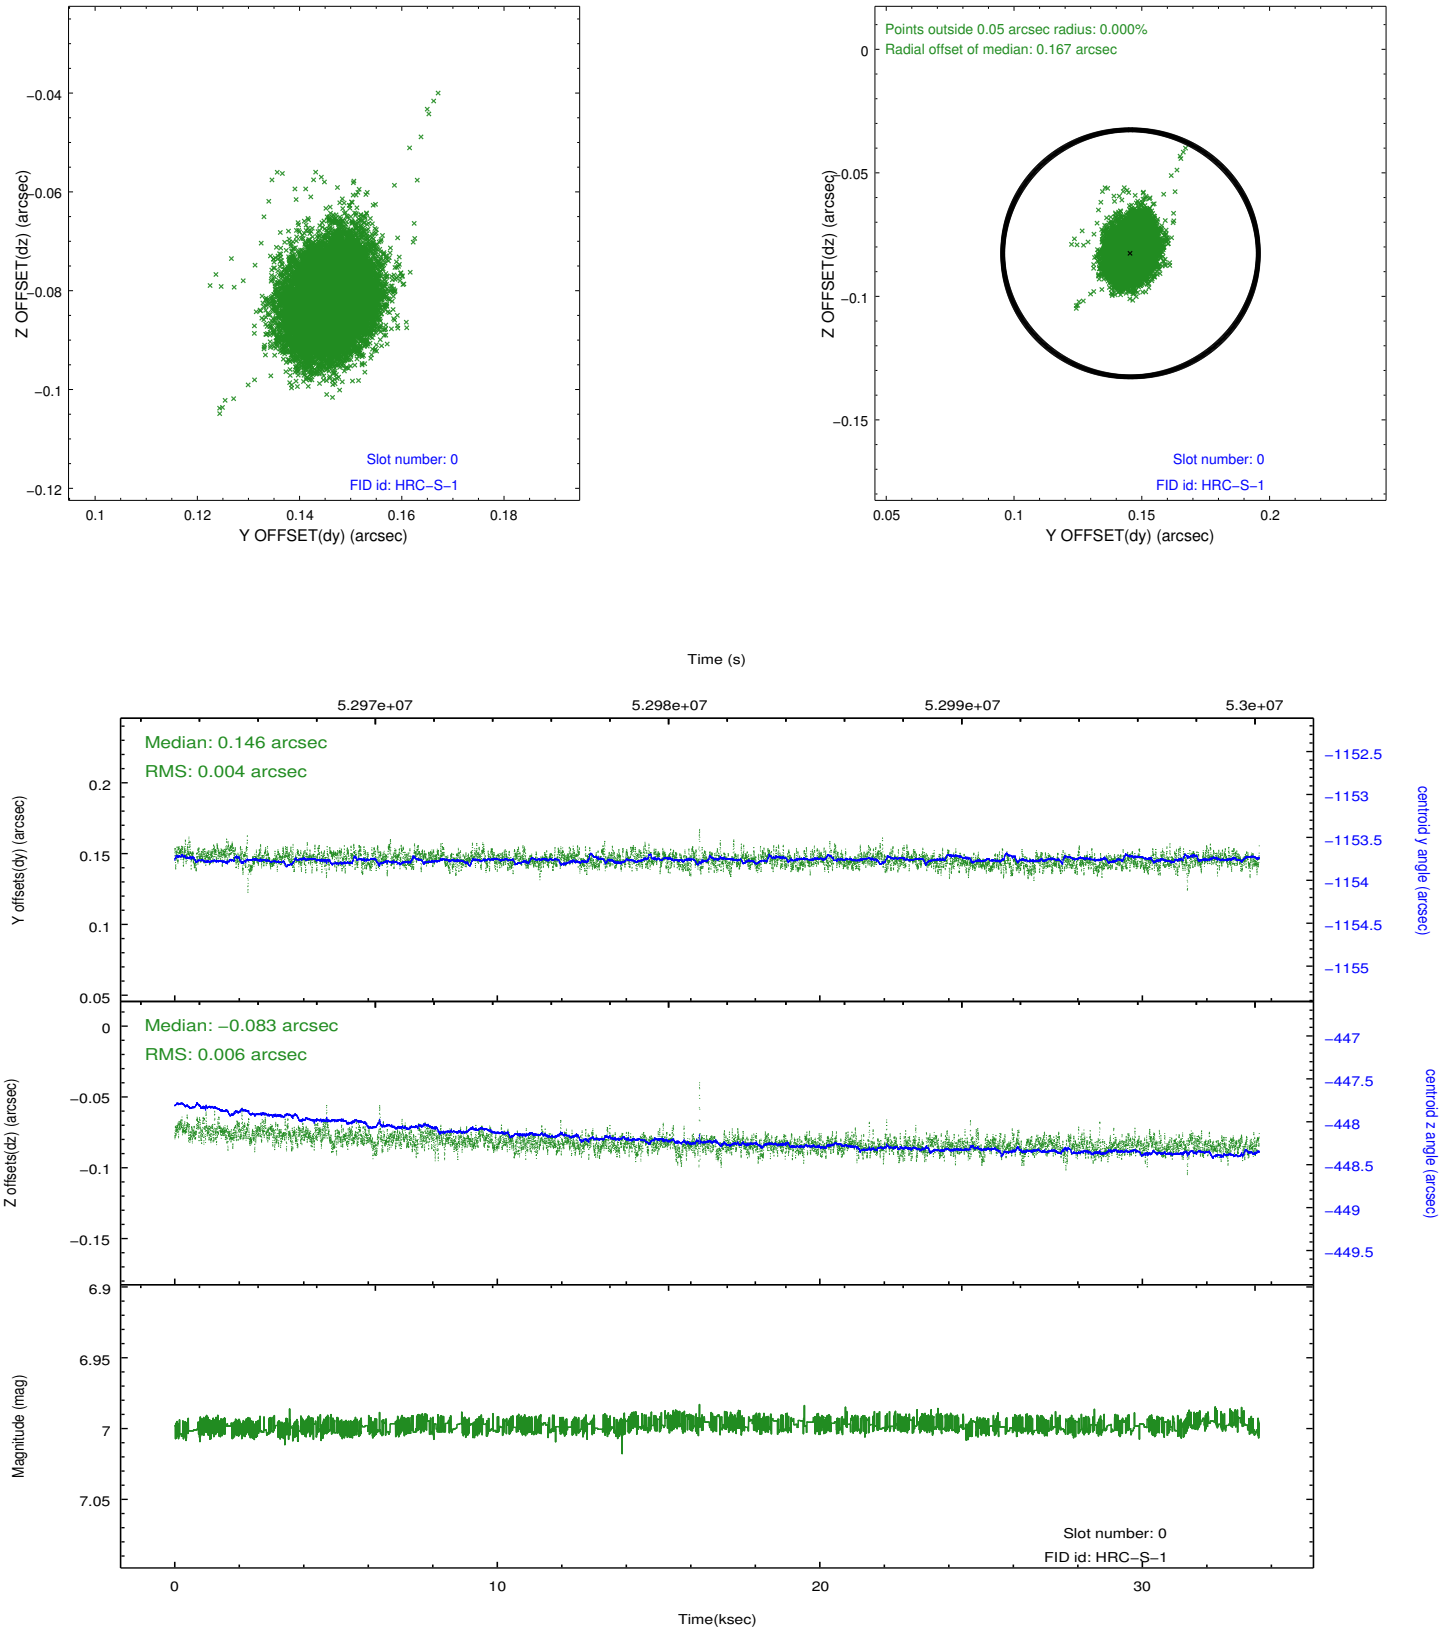 −0.04
−0.06
−0.08
−0.1
−0.12
Z OFFSET(dz) (arcsec)
Slot number: 0
FID id: HRC−S−1
0.1 0.12 0.14 0.16 0.18
Y OFFSET(dy) (arcsec)
Points outside 0.05 arcsec radius: 0.000%
Radial offset of median: 0.167 arcsec
0
−0.05
−0.1
−0.15
Z OFFSET(dz) (arcsec)
Slot number: 0
FID id: HRC−S−1
0.05 0.1 0.15 0.2
Y OFFSET(dy) (arcsec)
Time (s)
5.297e+07 5.298e+07 5.299e+07 5.3e+07
Median: 0.146 arcsec
RMS: 0.004 arcsec
0.2
0.15
0.1
0.05
Y offsets(dy) (arcsec)
−1152.5
−1153
−1153.5
−1154
−1154.5
−1155
centroid y angle (arcsec)
Median: −0.083 arcsec
RMS: 0.006 arcsec
0
−0.05
−0.1
−0.15
Z offsets(dz) (arcsec)
−447
−447.5
−448
−448.5
−449
−449.5
centroid z angle (arcsec)
6.9
6.95
7
7.05
Magnitude (mag)
Slot number: 0
FID id: HRC−S−1
0 10 20 30
Time(ksec)